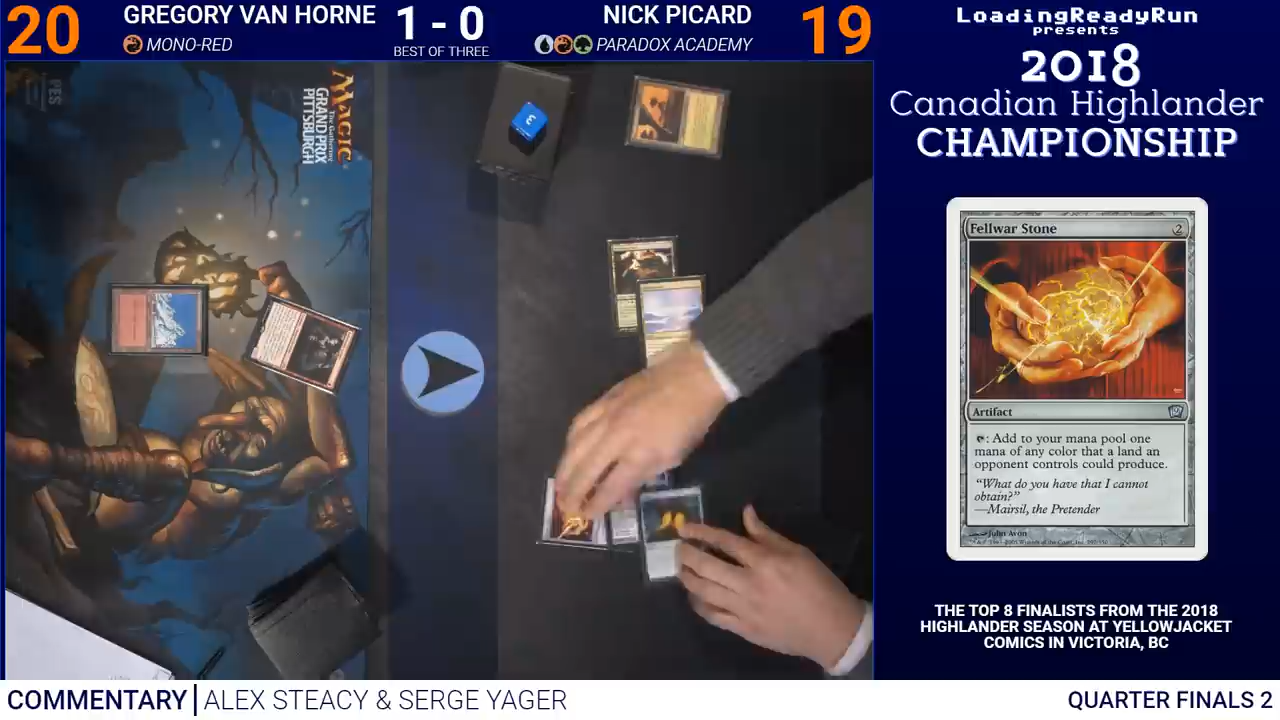 20
GREGORY VAN HORNE
MONO-RED
1 - 0
BEST OF THREE
NICK PICARD
PARADOX ACADEMY
19
LoadingReadyRun
presents
2018
Canadian Highlander
CHAMPIONSHIP
MAGIC
The Gathering
GRAND PRIX
PITTSBURGH
3
Fellwar Stone 2
Artifact
: Add to your mana pool one
mana of any color that a land an
opponent controls could produce.
"What do you have that I cannot
obtain?"
—Mairsil, the Pretender
John Avon
THE TOP 8 FINALISTS FROM THE 2018
HIGHLANDER SEASON AT YELLOWJACKET
COMICS IN VICTORIA, BC
COMMENTARY | ALEX STEACY & SERGE YAGER
QUARTER FINALS 2